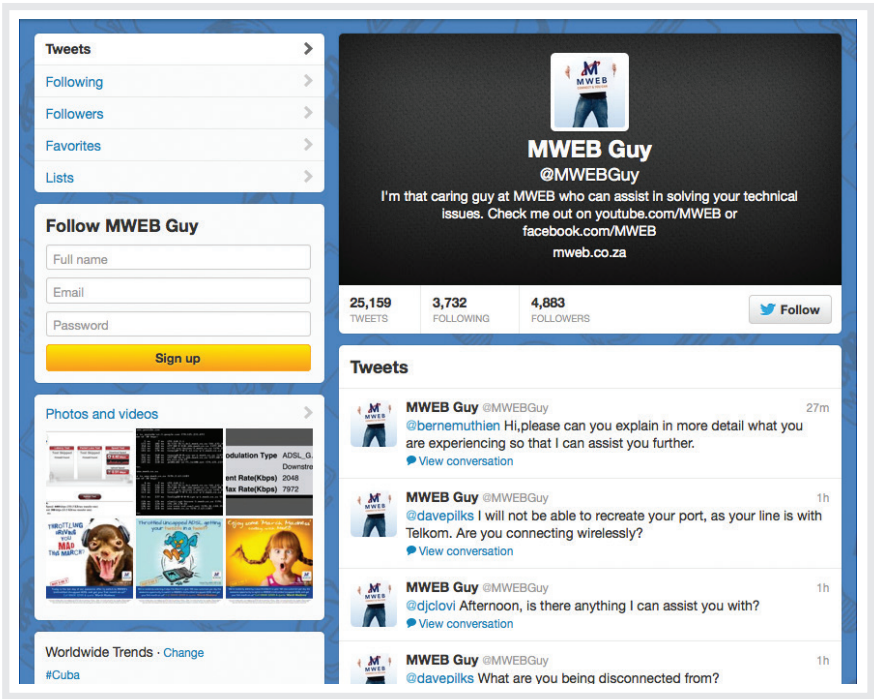 Tweets
Following
Followers
Favorites
Lists
Follow MWEB Guy
Full name
Email
Password
Sign up
Photos and videos
odulation Type ADSL_G.
Downstre
ent Rate(Kbps) 2048
Max Rate(Kbps) 7972
THROTTLING
DRIVING
YOU
MAD
THIS MARCH?
Worldwide Trends · Change
#Cuba
MWEB
MWEB Guy
@MWEBGuy
I'm that caring guy at MWEB who can assist in solving your technical
issues. Check me out on youtube.com/MWEB or
facebook.com/MWEB
mweb.co.za
25,159 3,732 4,883
TWEETS FOLLOWING FOLLOWERS
Follow
Tweets
MWEB Guy @MWEBGuy 27m
@bernemuthien Hi,please can you explain in more detail what you
are experiencing so that I can assist you further.
View conversation
MWEB Guy @MWEBGuy 1h
@davepilks I will not be able to recreate your port, as your line is with
Telkom. Are you connecting wirelessly?
View conversation
MWEB Guy @MWEBGuy 1h
@djclovi Afternoon, is there anything I can assist you with?
View conversation
MWEB Guy @MWEBGuy 1h
@davepilks What are you being disconnected from?